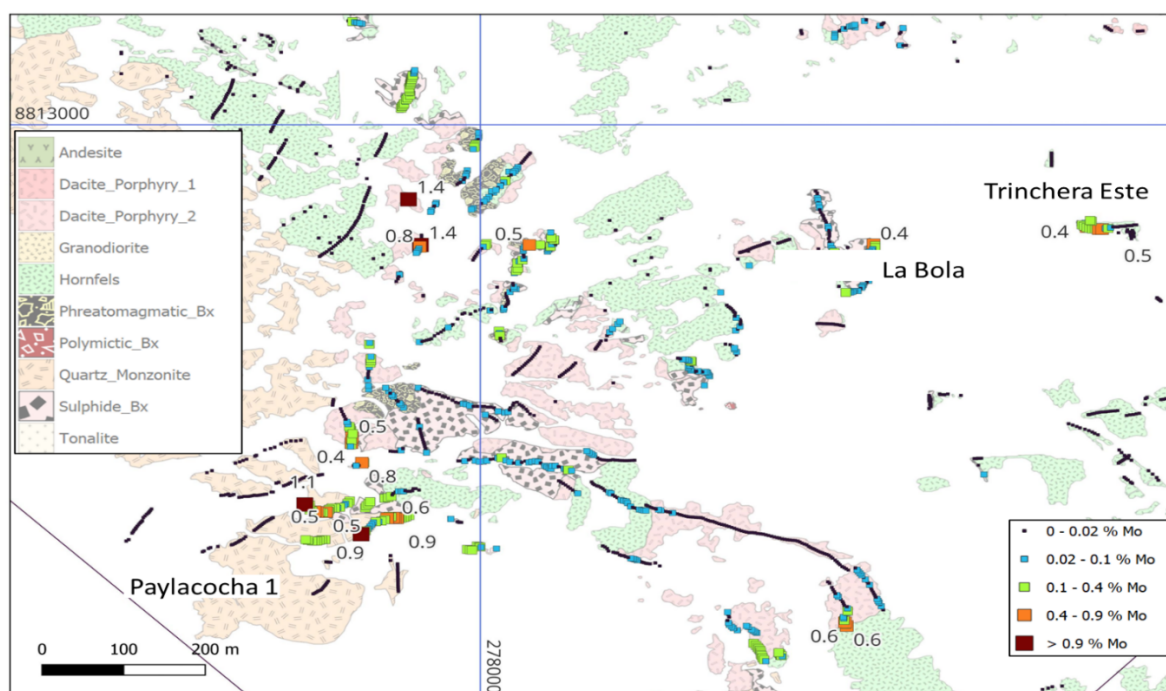 8813000
Andesite
Dacite_Porphyry_1
Dacite_Porphyry_2
Granodiorite
Hornfels
Phreatomagmatic_Bx
Polymictic_Bx
Quartz_Monzonite
Sulphide_Bx
Tonalite
1.4
0.8
1.4
0.5
0.4
La Bola
Trinchera Este
0.4
0.5
0.5
0.4
0.8
1.1
0.5
0.5
0.6
0.9
0.9
Paylacocha 1
0.6
0.6
0
100
200 m
278000
0 - 0.02 % Mo
0.02 - 0.1 % Mo
0.1 - 0.4 % Mo
0.4 - 0.9 % Mo
> 0.9 % Mo